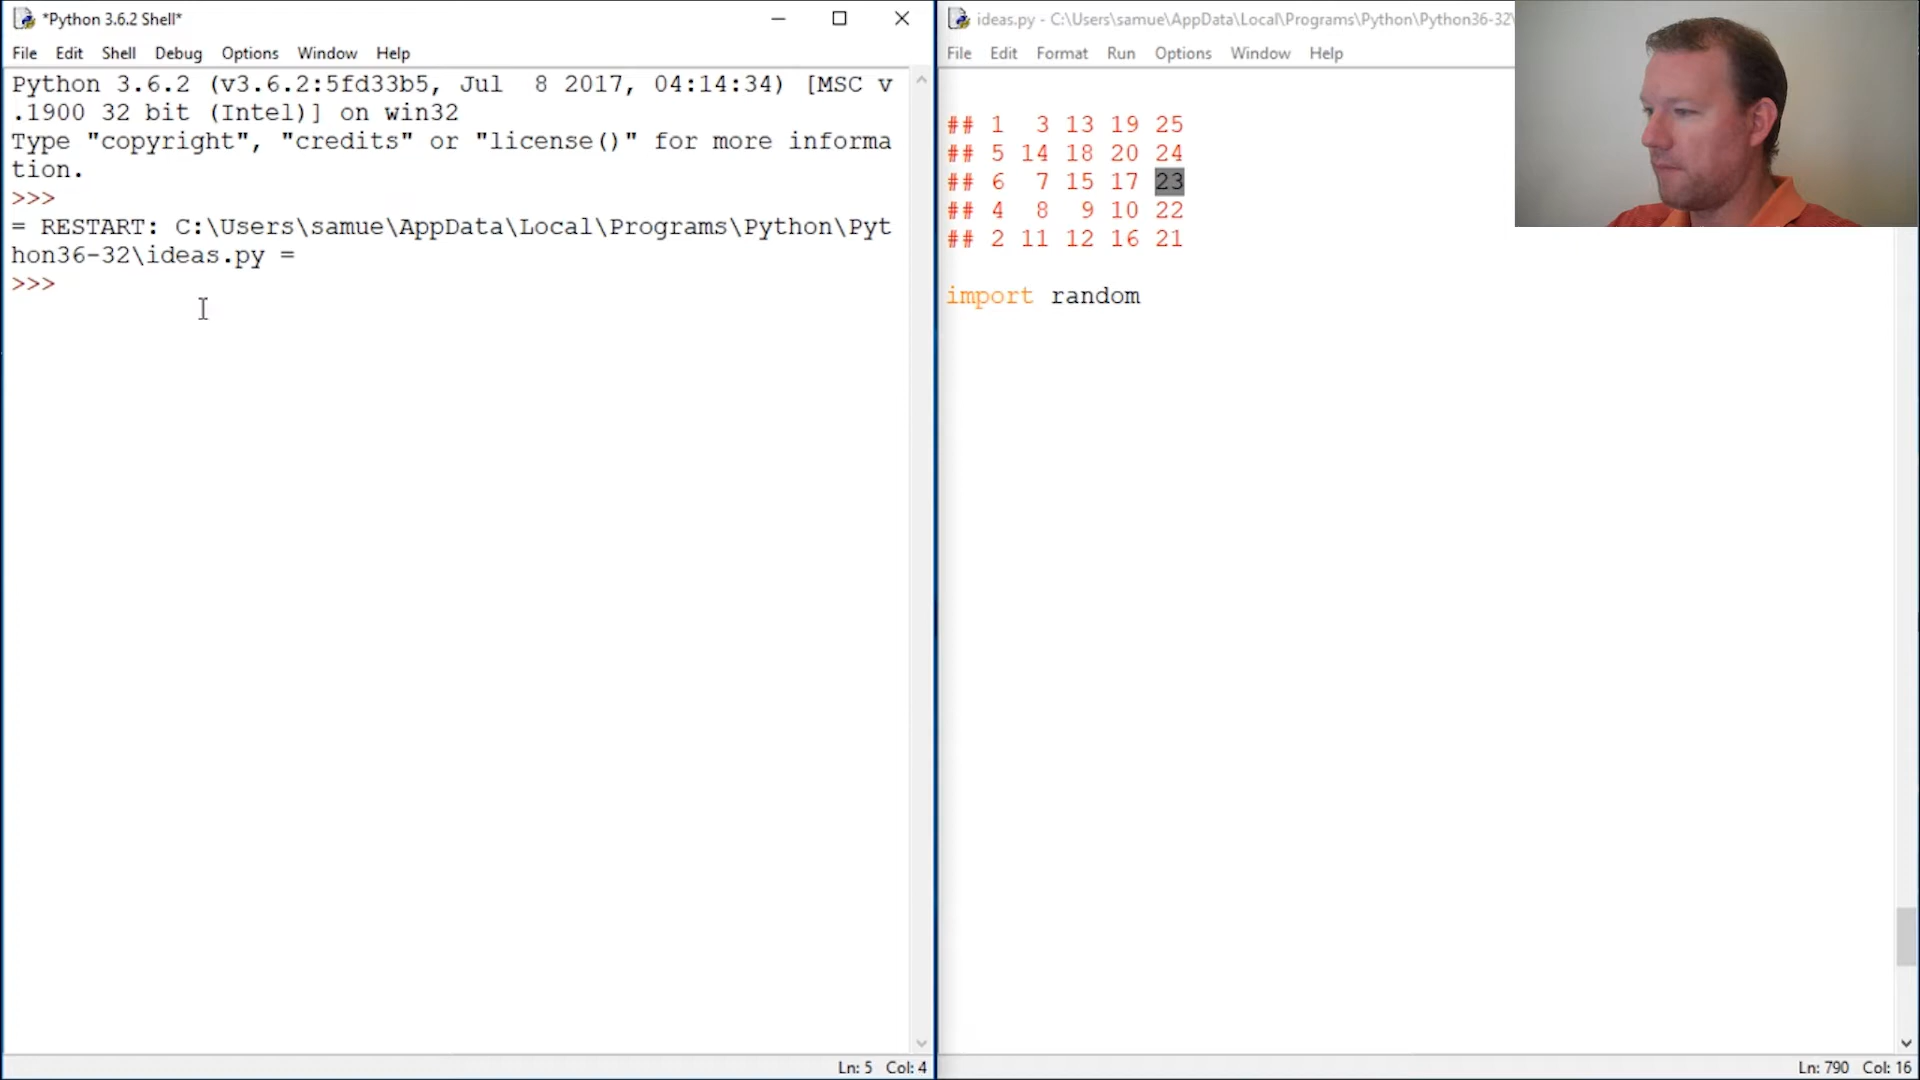 *Python 3.6.2 Shell*
File Edit Shell Debug Options Window Help
Python 3.6.2 (v3.6.2:5fd33b5, Jul  8 2017, 04:14:34) [MSC v
.1900 32 bit (Intel)] on win32
Type "copyright", "credits" or "license()" for more informa
tion.
>>>
= RESTART: C:\Users\samue\AppData\Local\Programs\Python\Pyt
hon36-32\ideas.py =
>>>
Ln: 5 Col: 4
ideas.py - C:\Users\samue\AppData\Local\Programs\Python\Python36-32\
File Edit Format Run Options Window Help
## 1  3 13 19 25
## 5 14 18 20 24
## 6  7 15 17 23
## 4  8  9 10 22
## 2 11 12 16 21
import random
Ln: 790 Col: 16